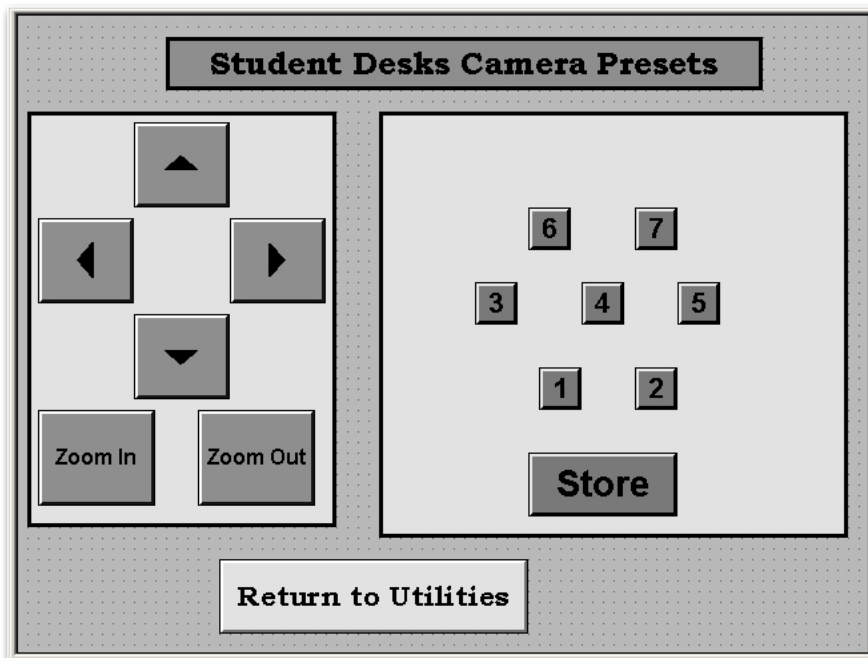 Student Desks Camera Presets
6 7
3 4 5
1 2
Zoom In Zoom Out
Store
Return to Utilities